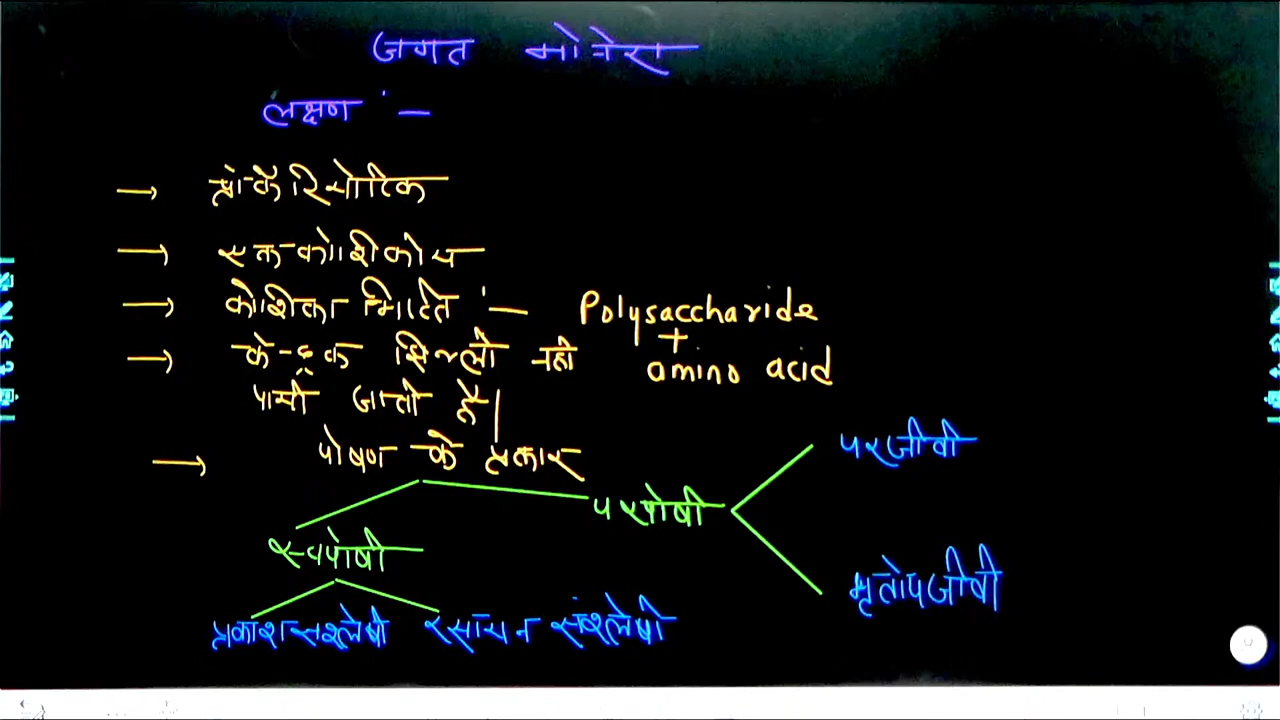 जगत मोनेरा
लक्षण :-
→ प्रोकैरियोटिक
→ एक-कोशिकीय
→ कोशिका भित्ति :- Polysaccharide
+
amino acid
→ केन्द्रक झिल्ली नही
पायी जाती है।
→ पोषण के प्रकार
परजीवी
परपोषी
स्वपोषी
मृतोपजीवी
प्रकाश संश्लेषी रसायन संश्लेषी